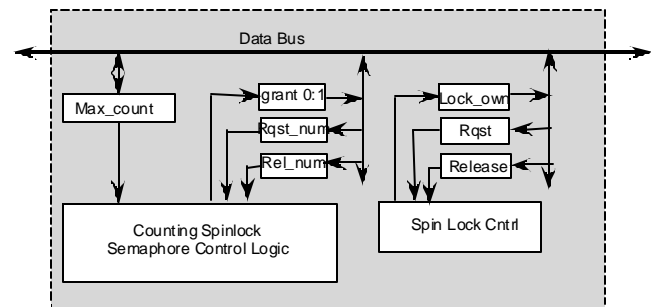 Data Bus
Max_count
grant 0:1
Rqst_num
Rel_num
Lock_own
Rqst
Release
Counting Spinlock
Semaphore Control Logic
Spin Lock Cntrl